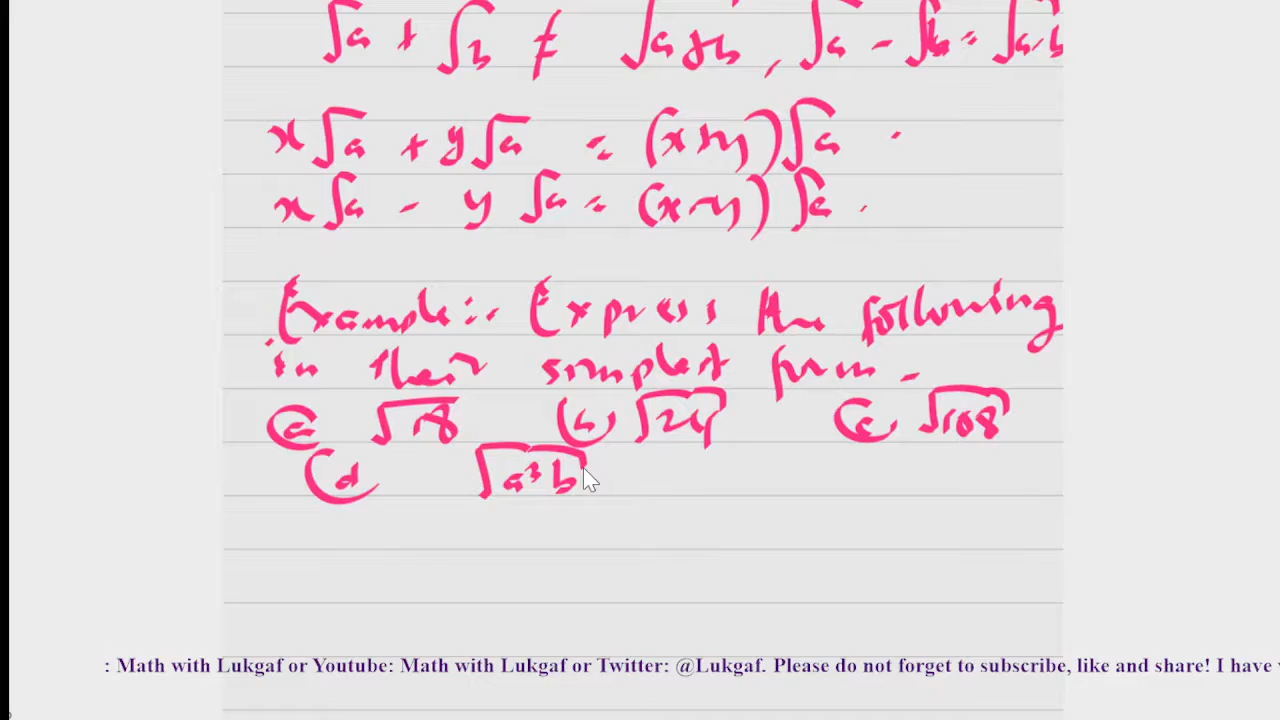 √a + √b ≠ √a+b , √a - √b = √a-b
x√a + y√a = (x+y)√a .
x√a - y√a = (x-y)√a .
Example:. Express the following
in their simplest form.
(a) √18 (b) √24 (c) √108
(d √a³b
: Math with Lukgaf or Youtube: Math with Lukgaf or Twitter: @Lukgaf. Please do not forget to subscribe, like and share! I have